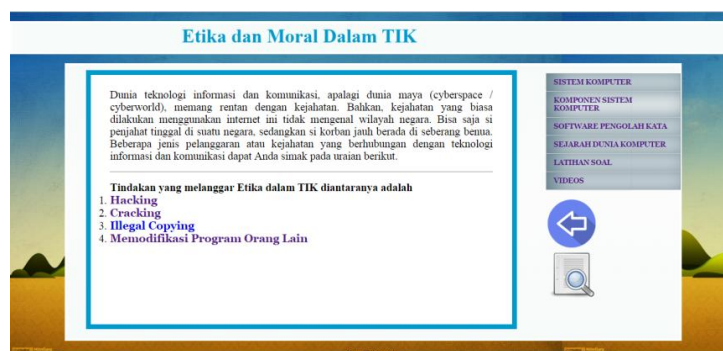 Etika dan Moral Dalam TIK
Dunia teknologi informasi dan komunikasi, apalagi dunia maya (cyberspace /
cyberworld), memang rentan dengan kejahatan. Bahkan, kejahatan yang biasa
dilakukan menggunakan internet ini tidak mengenal wilayah negara. Bisa saja si
penjahat tinggal di suatu negara, sedangkan si korban jauh berada di seberang benua.
Beberapa jenis pelanggaran atau kejahatan yang berhubungan dengan teknologi
informasi dan komunikasi dapat Anda simak pada uraian berikut.
Tindakan yang melanggar Etika dalam TIK diantaranya adalah
1. Hacking
2. Cracking
3. Illegal Copying
4. Memodifikasi Program Orang Lain
SISTEM KOMPUTER
KOMPONEN SISTEM
KOMPUTER
SOFTWARE PENGOLAH KATA
SEJARAH DUNIA KOMPUTER
LATIHAN SOAL
VIDEOS